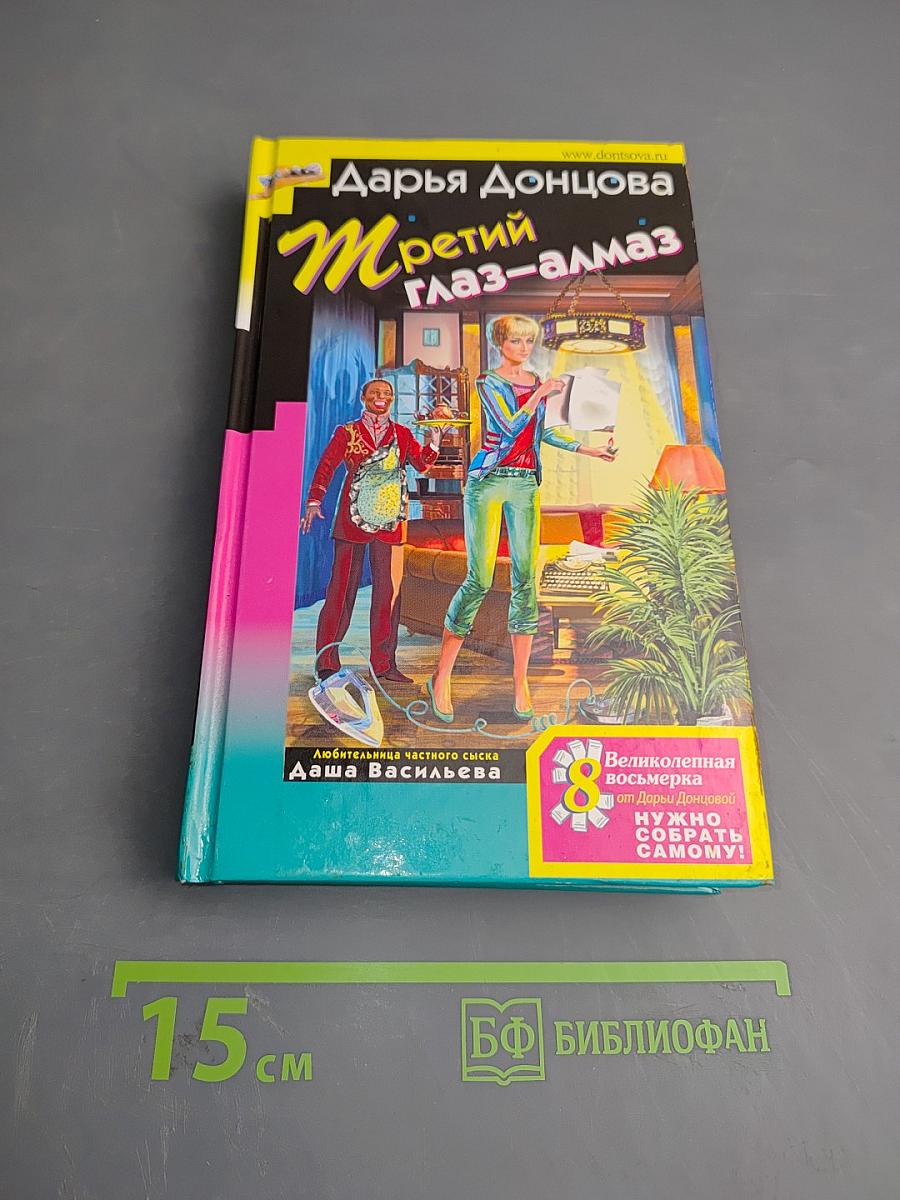 www.dontsova.ru
Дарья Донцова
Третий
глаз-алмаз
Любительница частного сыска
Даша Васильева
8
Великолепная
восьмерка
от Дарьи Донцовой
НУЖНО
СОБРАТЬ
САМОМУ!
15 см
БФ БИБЛИОФАН